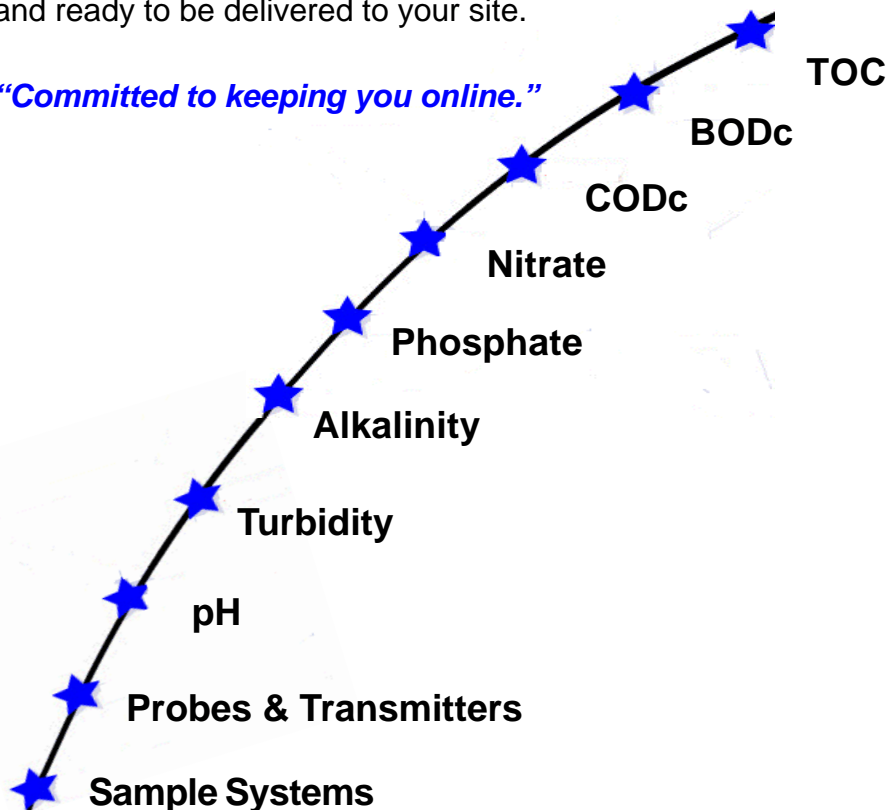 and ready to be delivered to your site.
“Committed to keeping you online.”
TOC
BODc
CODc
Nitrate
Phosphate
Alkalinity
Turbidity
pH
Probes & Transmitters
Sample Systems